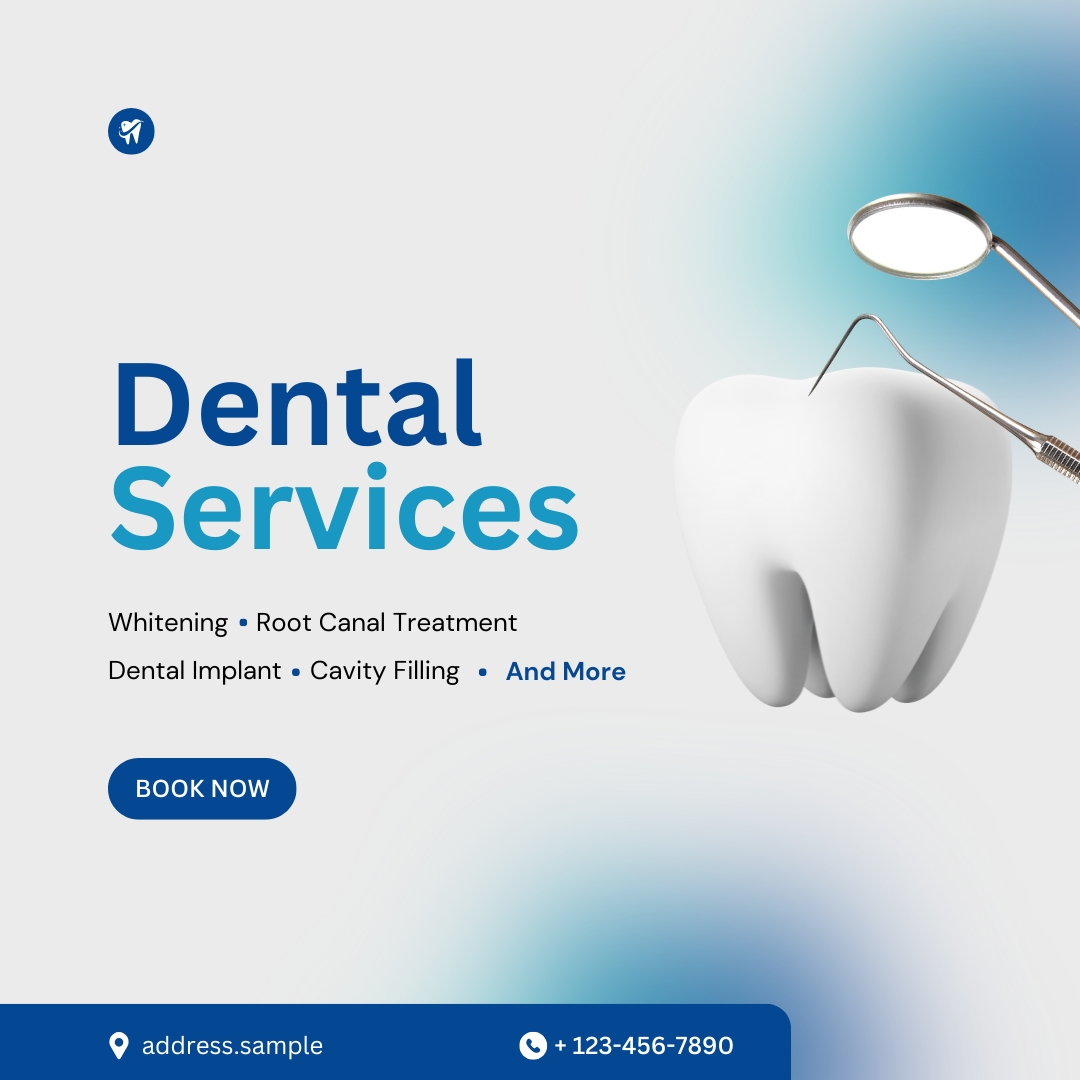 Dental
Services
Whitening • Root Canal Treatment
Dental Implant • Cavity Filling • And More
BOOK NOW
address.sample
+ 123-456-7890